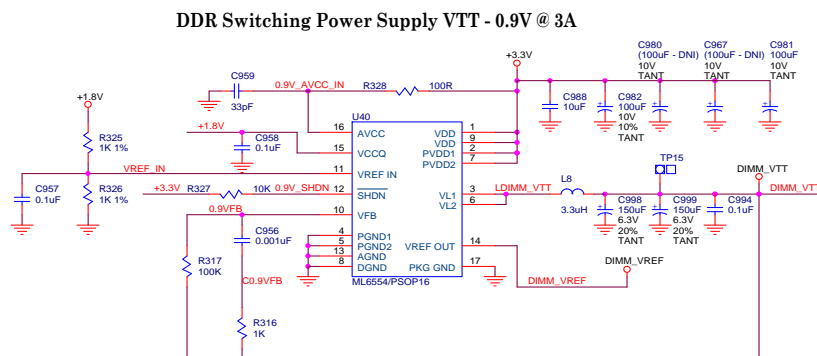 DDR Switching Power Supply VTT - 0.9V @ 3A
+3.3V
C980
(100uF - DNI)
10V
TANT
C967
(100uF - DNI)
10V
TANT
C981
100uF
10V
TANT
C959
33pF
0.9V_AVCC_IN
R328
100R
C988
10uF
C982
100uF
10V
10%
TANT
+1.8V
R325
1K 1%
+1.8V
C958
0.1uF
U40
16
AVCC
15
VCCQ
11
VREF IN
12
SHDN
10
VFB
4
PGND1
5
PGND2
13
AGND
8
DGND
VDD
1
VDD
9
PVDD1
2
PVDD2
7
VL1
3
VL2
6
VREF OUT
14
PKG GND
17
ML6554/PSOP16
VREF_IN
C957
0.1uF
R326
1K 1%
+3.3V
R327
10K
0.9V_SHDN
0.9VFB
C956
0.001uF
R317
100K
C0.9VFB
R316
1K
LDIMM_VTT
L8
3.3uH
TP15
DIMM_VTT
DIMM_VTT
C998
150uF
6.3V
20%
TANT
C999
150uF
6.3V
20%
TANT
C994
0.1uF
DIMM_VREF
DIMM_VREF